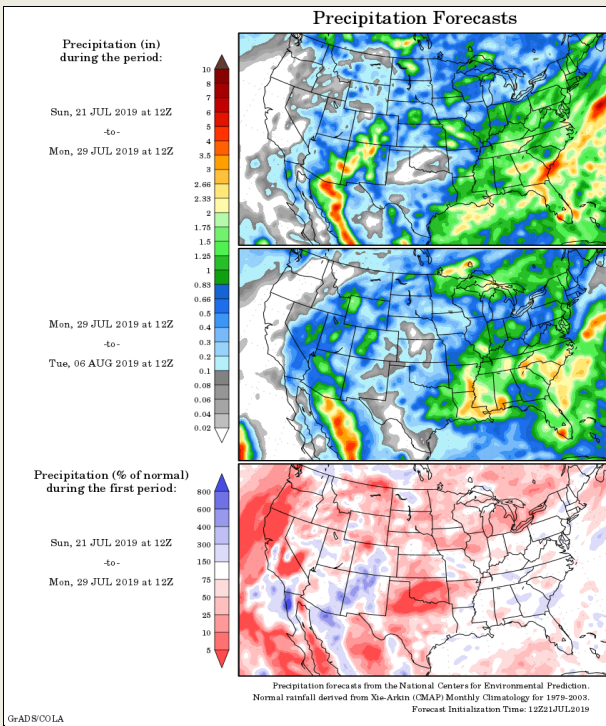 Precipitation Forecasts
Precipitation (in)
during the period:
Sun, 21 JUL 2019 at 12Z
-to-
Mon, 29 JUL 2019 at 12Z
10
8
7
6
5
4
3.5
3
2.66
2.33
2
1.75
1.5
1.25
1
0.83
0.66
0.5
0.4
0.3
0.2
0.1
0.08
0.06
0.04
0.02
Mon, 29 JUL 2019 at 12Z
-to-
Tue, 06 AUG 2019 at 12Z
Precipitation (% of normal)
during the first period:
Sun, 21 JUL 2019 at 12Z
-to-
Mon, 29 JUL 2019 at 12Z
800
600
400
300
150
75
50
25
10
5
Precipitation forecasts from the National Centers for Environmental Prediction.
Normal rainfall derived from Xie-Arkin (CMAP) Monthly Climatology for 1979-2003.
Forecast Initialization Time: 12Z21JUL2019
GrADS/COLA